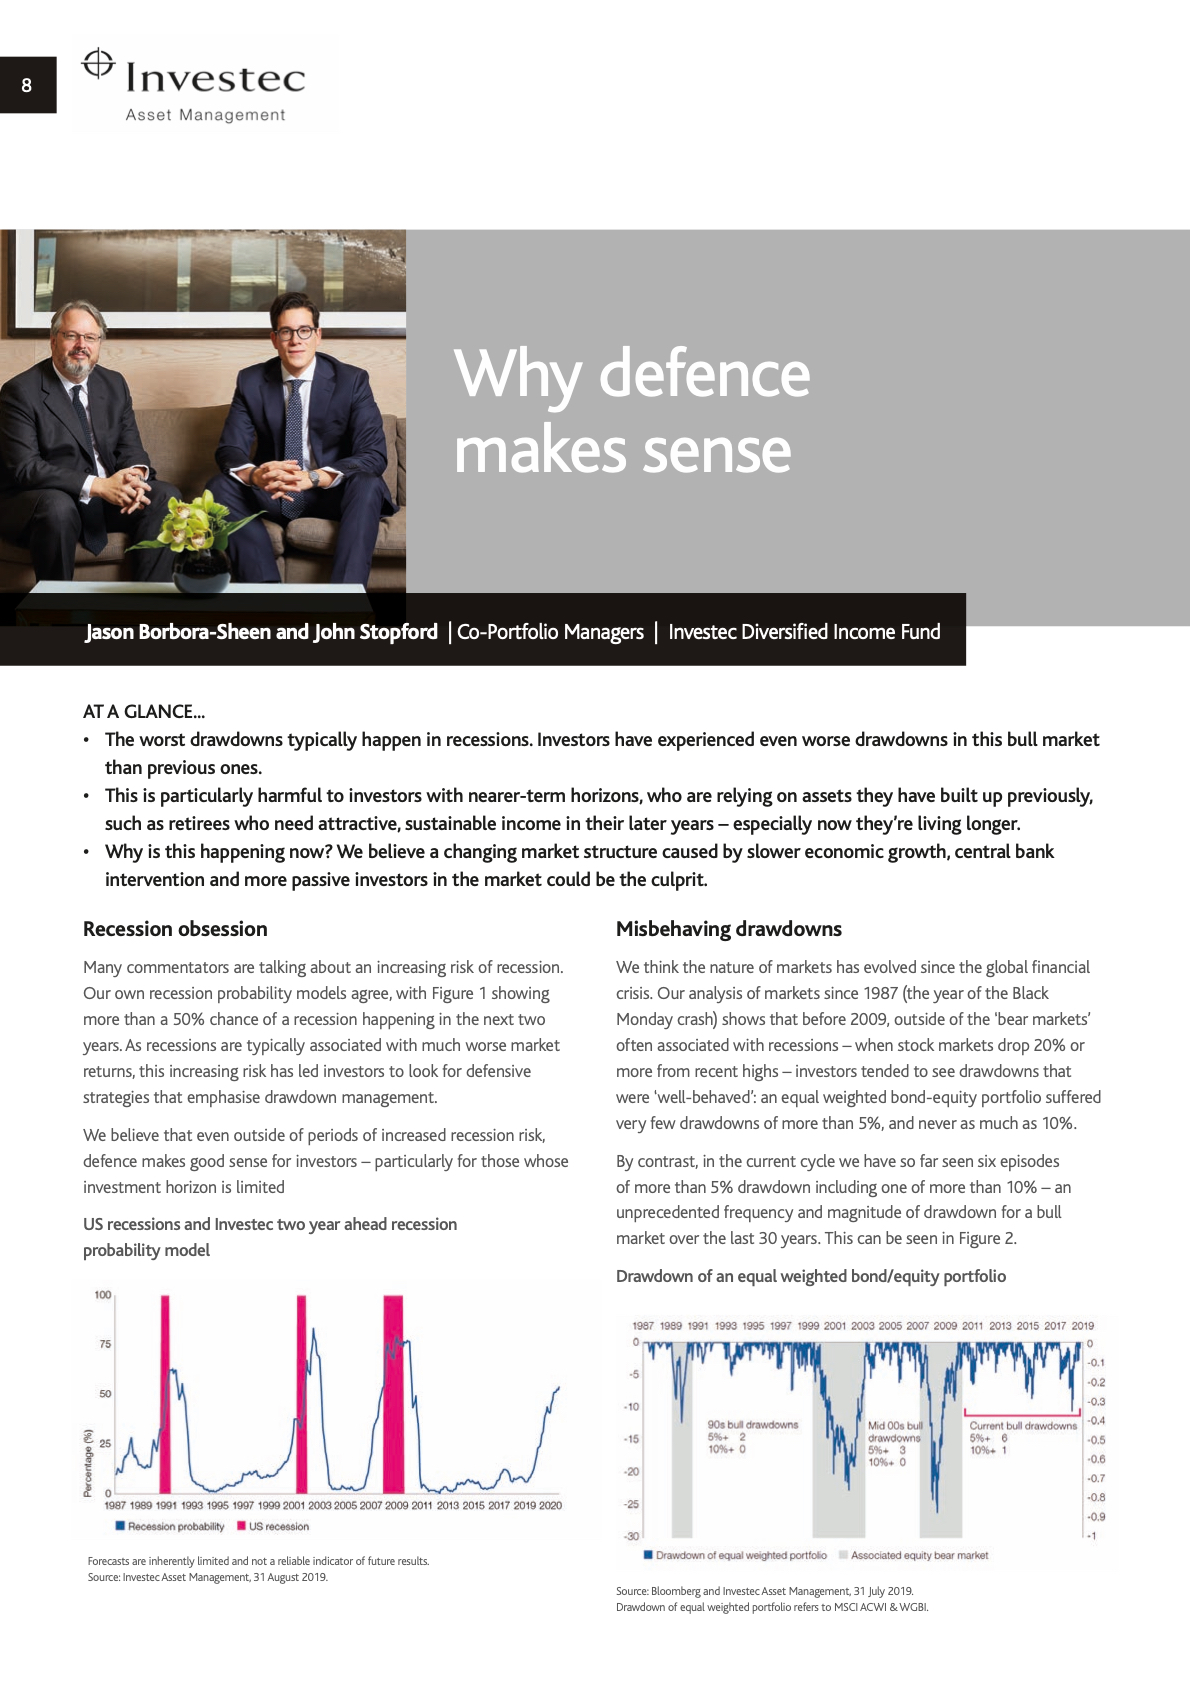 8
Investec
Asset Management
Why defence
makes sense
Jason Borbora-Sheen and John Stopford | Co-Portfolio Managers | Investec Diversified Income Fund
AT A GLANCE...
• The worst drawdowns typically happen in recessions. Investors have experienced even worse drawdowns in this bull market
than previous ones.
• This is particularly harmful to investors with nearer-term horizons, who are relying on assets they have built up previously,
such as retirees who need attractive, sustainable income in their later years – especially now they're living longer.
• Why is this happening now? We believe a changing market structure caused by slower economic growth, central bank
intervention and more passive investors in the market could be the culprit.
Recession obsession
Many commentators are talking about an increasing risk of recession.
Our own recession probability models agree, with Figure 1 showing
more than a 50% chance of a recession happening in the next two
years. As recessions are typically associated with much worse market
returns, this increasing risk has led investors to look for defensive
strategies that emphasise drawdown management.
We believe that even outside of periods of increased recession risk,
defence makes good sense for investors – particularly for those whose
investment horizon is limited
US recessions and Investec two year ahead recession
probability model
100
75
50
25
0
Percentage (%)
1987 1989 1991 1993 1995 1997 1999 2001 2003 2005 2007 2009 2011 2013 2015 2017 2019 2020
Recession probability US recession
Forecasts are inherently limited and not a reliable indicator of future results.
Source: Investec Asset Management, 31 August 2019.
Misbehaving drawdowns
We think the nature of markets has evolved since the global financial
crisis. Our analysis of markets since 1987 (the year of the Black
Monday crash) shows that before 2009, outside of the 'bear markets'
often associated with recessions – when stock markets drop 20% or
more from recent highs – investors tended to see drawdowns that
were 'well-behaved': an equal weighted bond-equity portfolio suffered
very few drawdowns of more than 5%, and never as much as 10%.
By contrast, in the current cycle we have so far seen six episodes
of more than 5% drawdown including one of more than 10% – an
unprecedented frequency and magnitude of drawdown for a bull
market over the last 30 years. This can be seen in Figure 2.
Drawdown of an equal weighted bond/equity portfolio
1987 1989 1991 1993 1995 1997 1999 2001 2003 2005 2007 2009 2011 2013 2015 2017 2019
0
-5
-10
-15
-20
-25
-30
90s bull drawdowns
5%+ 2
10%+ 0
Mid 00s bull
drawdowns
5%+ 3
10%+ 0
Current bull drawdowns
5%+ 6
10%+ 1
0
-0.1
-0.2
-0.3
-0.4
-0.5
-0.6
-0.7
-0.8
-0.9
-1
Drawdown of equal weighted portfolio Associated equity bear market
Source: Bloomberg and Investec Asset Management, 31 July 2019.
Drawdown of equal weighted portfolio refers to MSCI ACWI & WGBI.